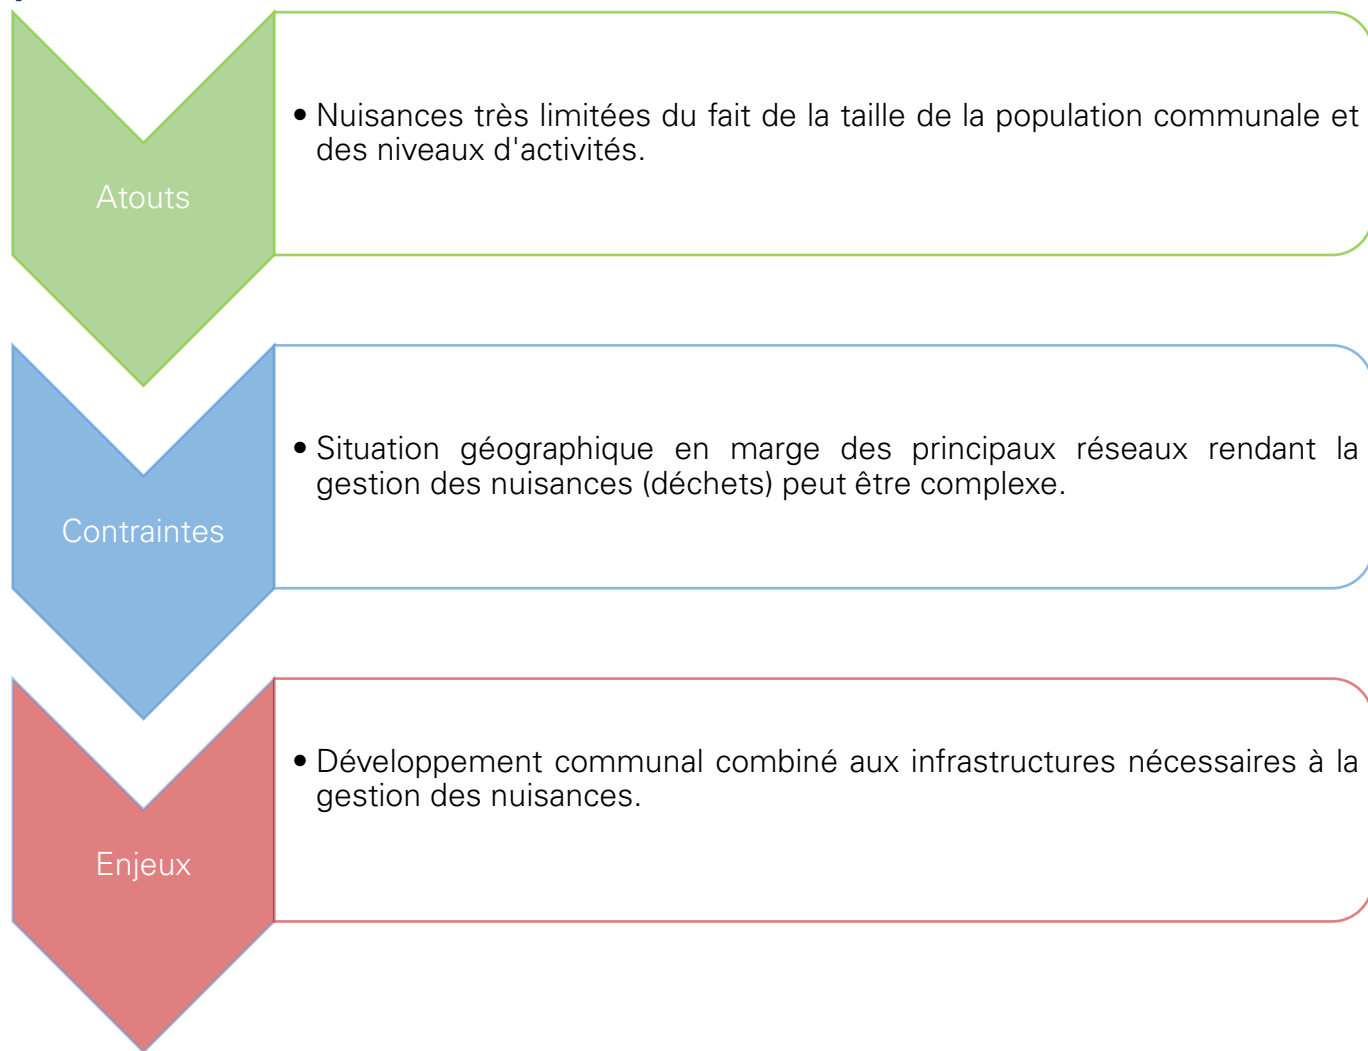 Atouts
• Nuisances très limitées du fait de la taille de la population communale et
des niveaux d'activités.
Contraintes
• Situation géographique en marge des principaux réseaux rendant la
gestion des nuisances (déchets) peut être complexe.
Enjeux
• Développement communal combiné aux infrastructures nécessaires à la
gestion des nuisances.